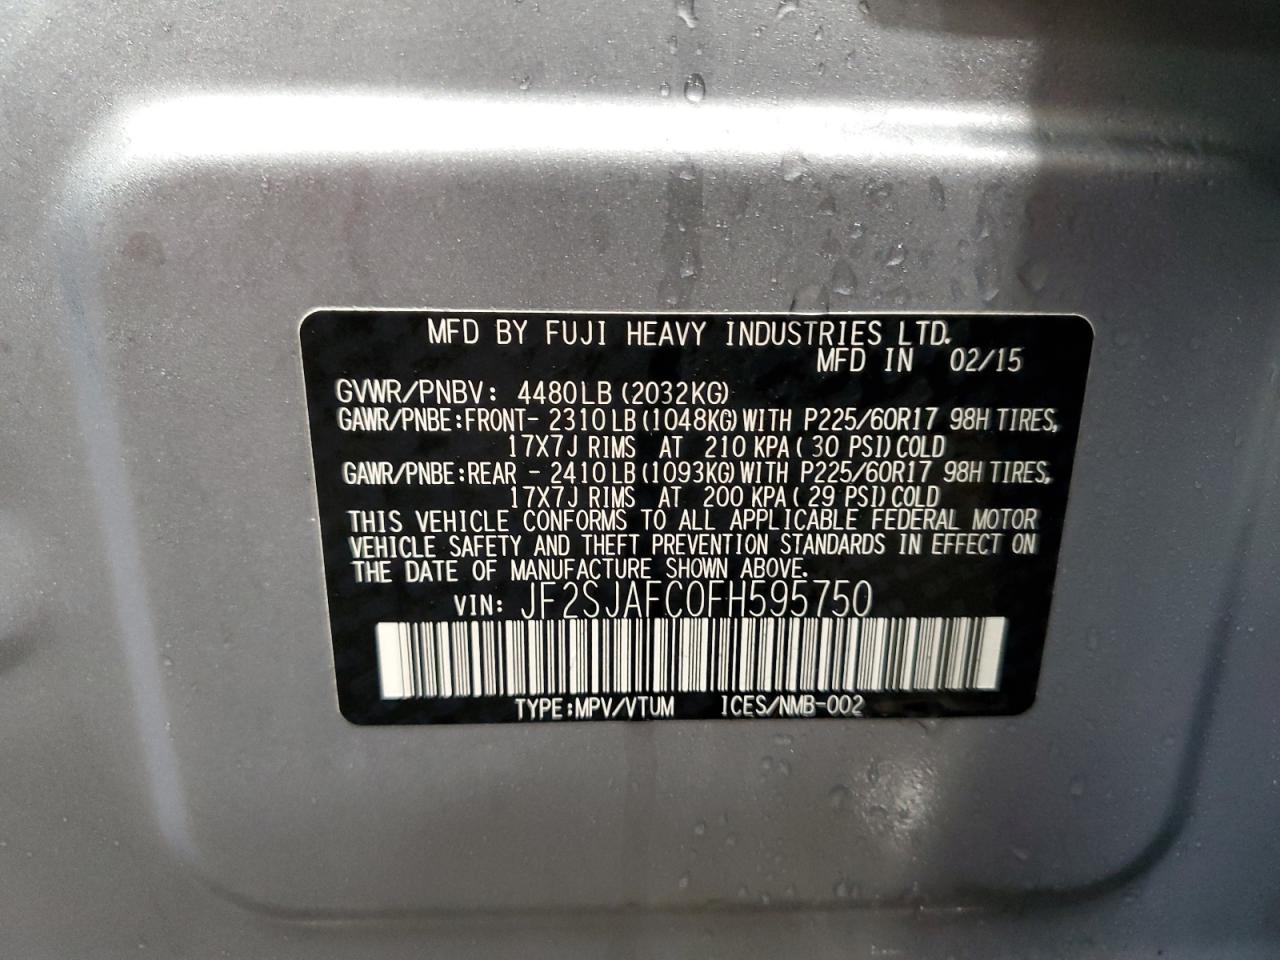 MFD BY FUJI HEAVY INDUSTRIES LTD.
MFD IN 02/15
GVWR/PNBV: 4480LB (2032KG)
GAWR/PNBE:FRONT- 2310LB (1048KG) WITH P225/60R17 98H TIRES,
17X7J RIMS AT 210 KPA( 30 PSI) COLD
GAWR/PNBE:REAR - 2410LB (1093KG) WITH P225/60R17 98H TIRES,
17X7J RIMS AT 200 KPA( 29 PSI) COLD
THIS VEHICLE CONFORMS TO ALL APPLICABLE FEDERAL MOTOR
VEHICLE SAFETY AND THEFT PREVENTION STANDARDS IN EFFECT ON
THE DATE OF MANUFACTURE SHOWN ABOVE.
VIN: JF2SJAFC0FH595750
TYPE:MPV/VTUM ICES/NMB-002